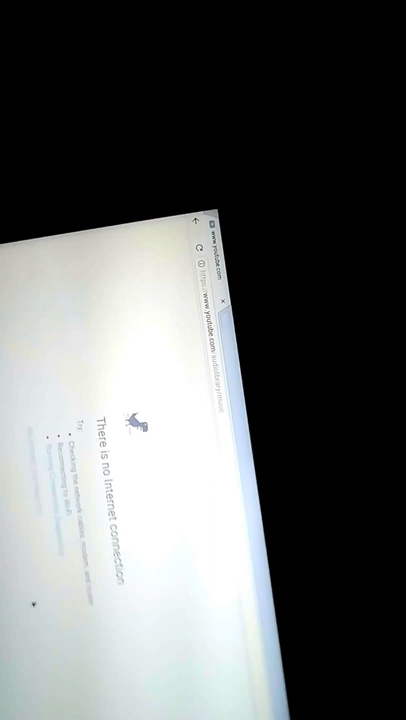 www.youtube.com
https://www.youtube.com/audiolibrary/music
There is no Internet connection
Try:
Checking the network cables, modem, and router
Reconnecting to Wi-Fi